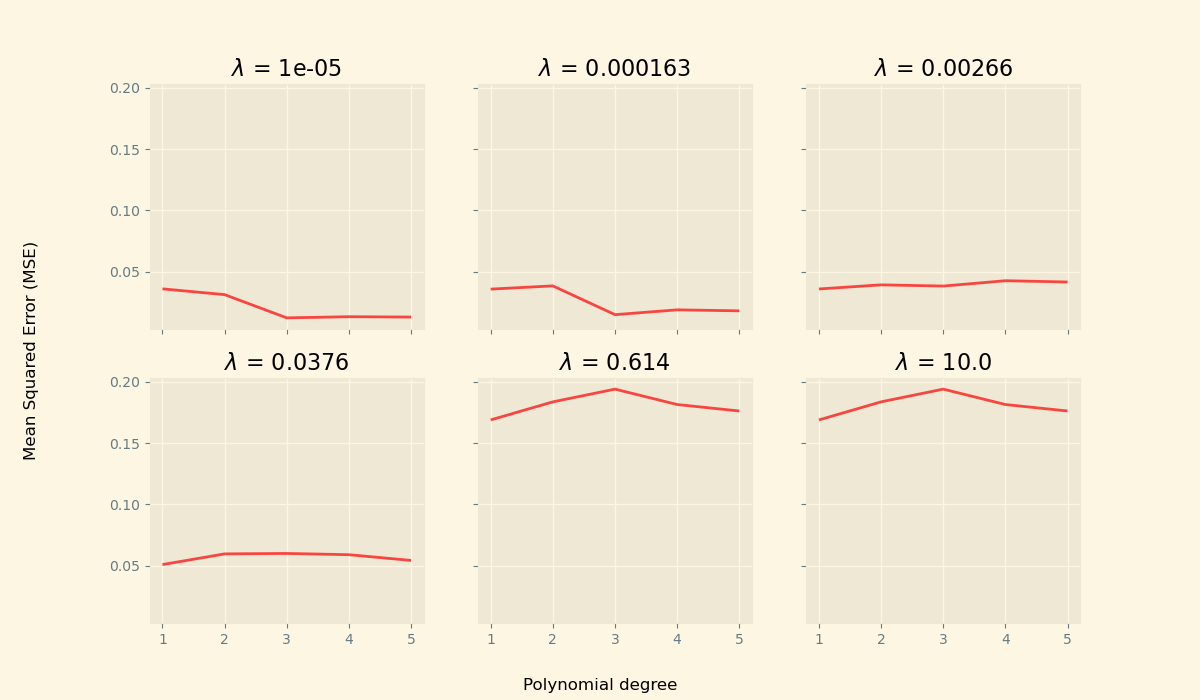 λ = 1e-05
λ = 0.000163
λ = 0.00266
0.20
0.15
0.10
0.05
Mean Squared Error (MSE)
λ = 0.0376
λ = 0.614
λ = 10.0
0.20
0.15
0.10
0.05
1 2 3 4 5
1 2 3 4 5
1 2 3 4 5
Polynomial degree